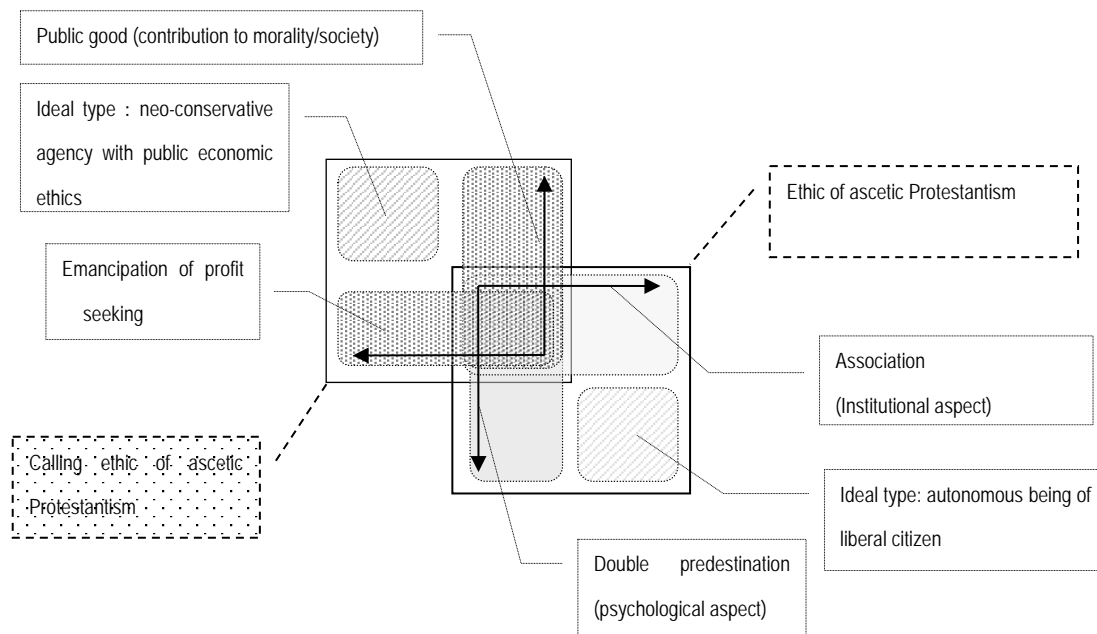 Public good (contribution to morality/society)
Ideal type : neo-conservative
agency with public economic
ethics
Emancipation of profit
seeking
Calling ethic of ascetic
Protestantism
Ethic of ascetic Protestantism
Association
(Institutional aspect)
Ideal type: autonomous being of
liberal citizen
Double predestination
(psychological aspect)